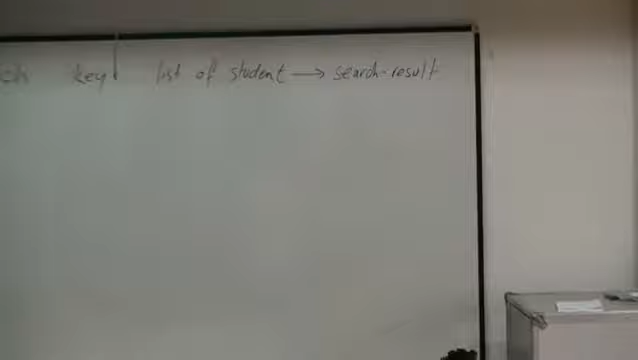 key list of student → search-result